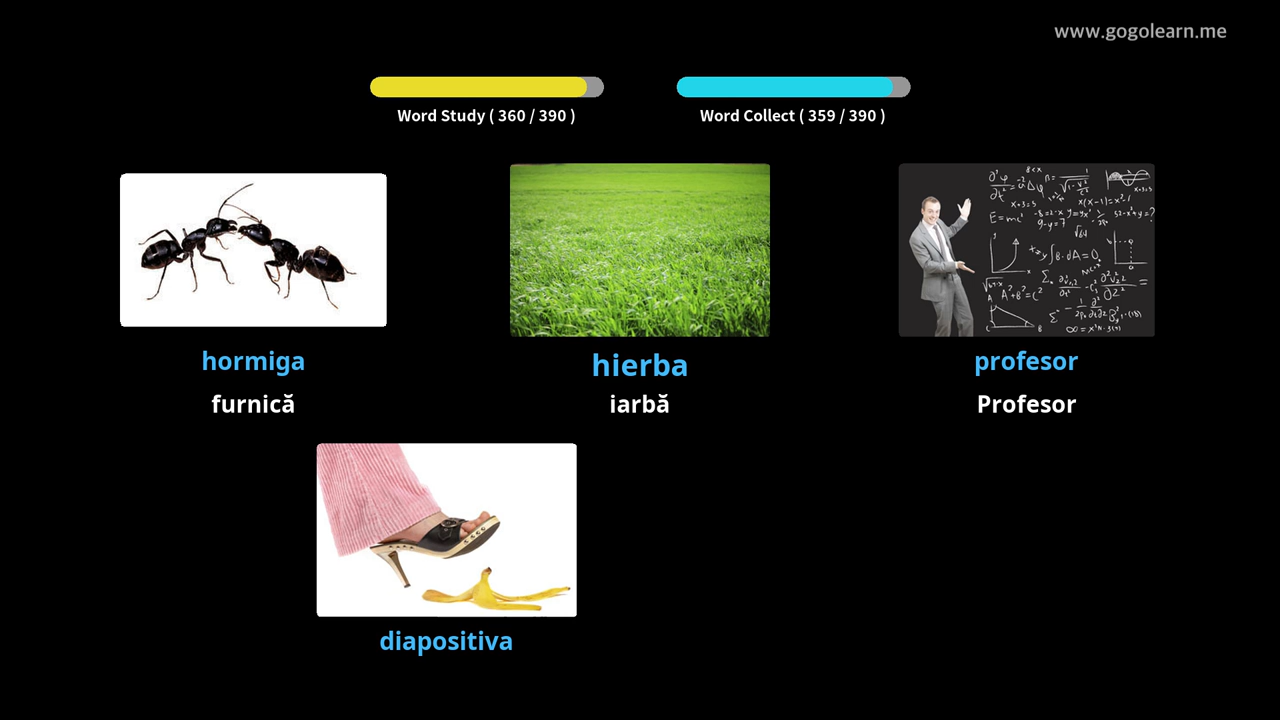 www.gogolearn.me
Word Study ( 360 / 390 )
Word Collect ( 359 / 390 )
hormiga
hierba
profesor
furnică
iarbă
Profesor
diapositiva